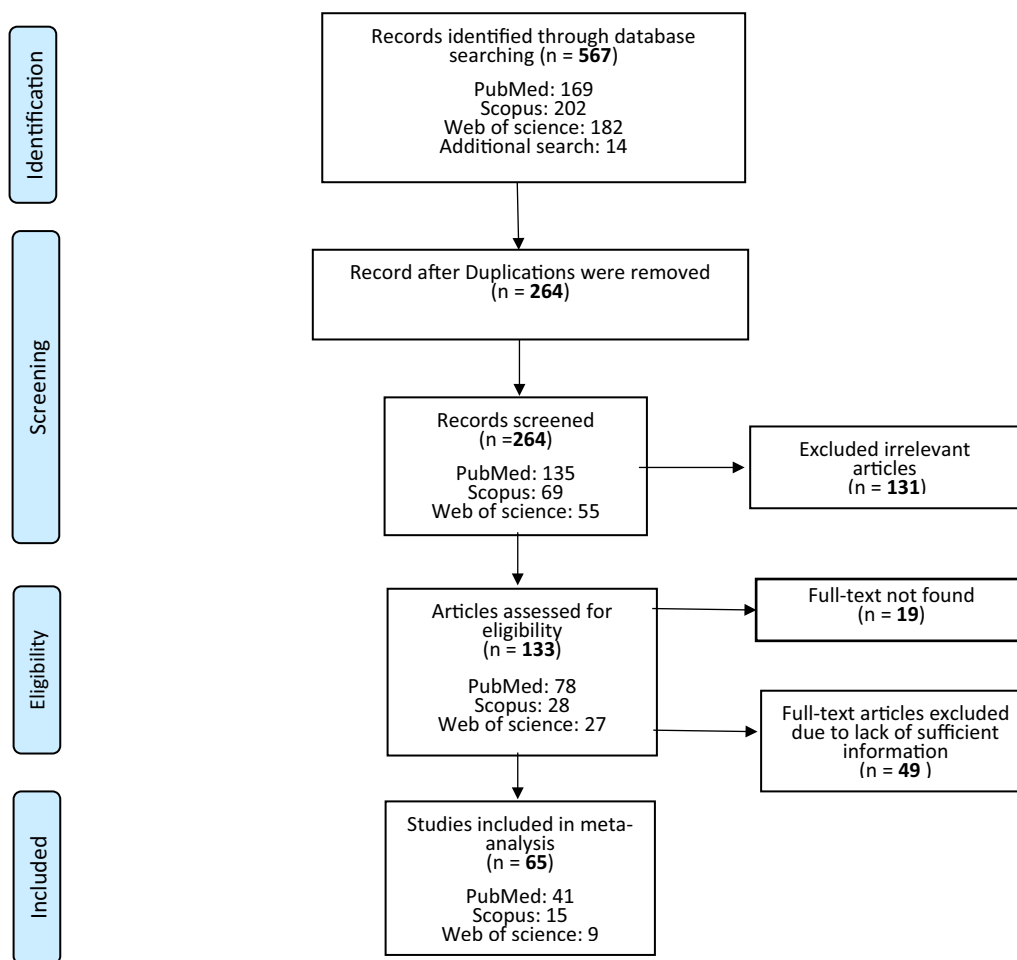 Identification
Records identified through database
searching (n = 567)
PubMed: 169
Scopus: 202
Web of science: 182
Additional search: 14
Screening
Record after Duplications were removed
(n = 264)
Records screened
(n =264)
PubMed: 135
Scopus: 69
Web of science: 55
Excluded irrelevant
articles
(n = 131)
Eligibility
Articles assessed for
eligibility
(n = 133)
PubMed: 78
Scopus: 28
Web of science: 27
Full-text not found
(n = 19)
Full-text articles excluded
due to lack of sufficient
information
(n = 49 )
Included
Studies included in meta-
analysis
(n = 65)
PubMed: 41
Scopus: 15
Web of science: 9